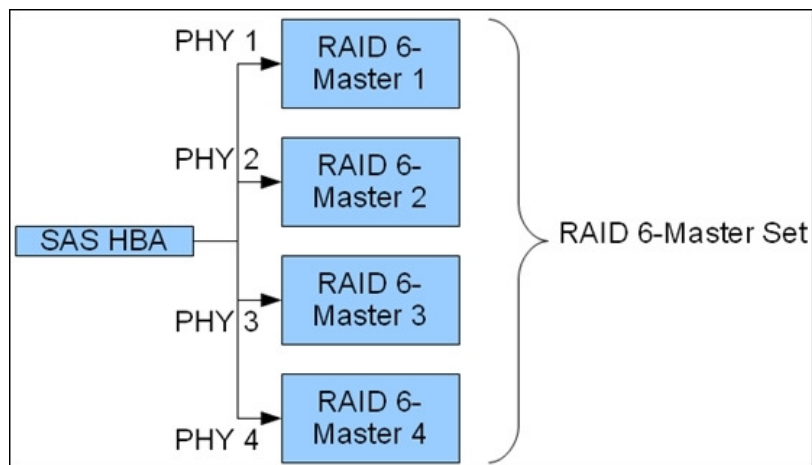 PHY 1
RAID 6-
Master 1
PHY 2
RAID 6-
Master 2
SAS HBA
RAID 6-Master Set
PHY 3
RAID 6-
Master 3
PHY 4
RAID 6-
Master 4